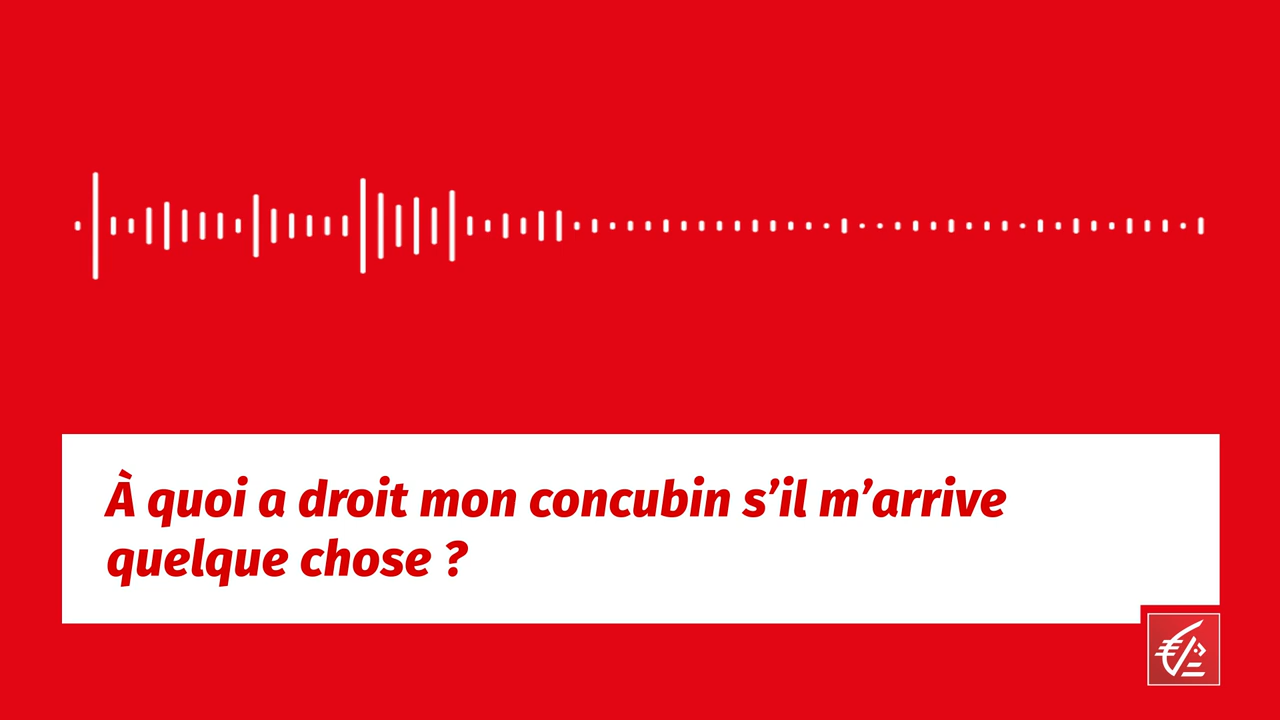 À quoi a droit mon concubin s’il m’arrive
quelque chose ?